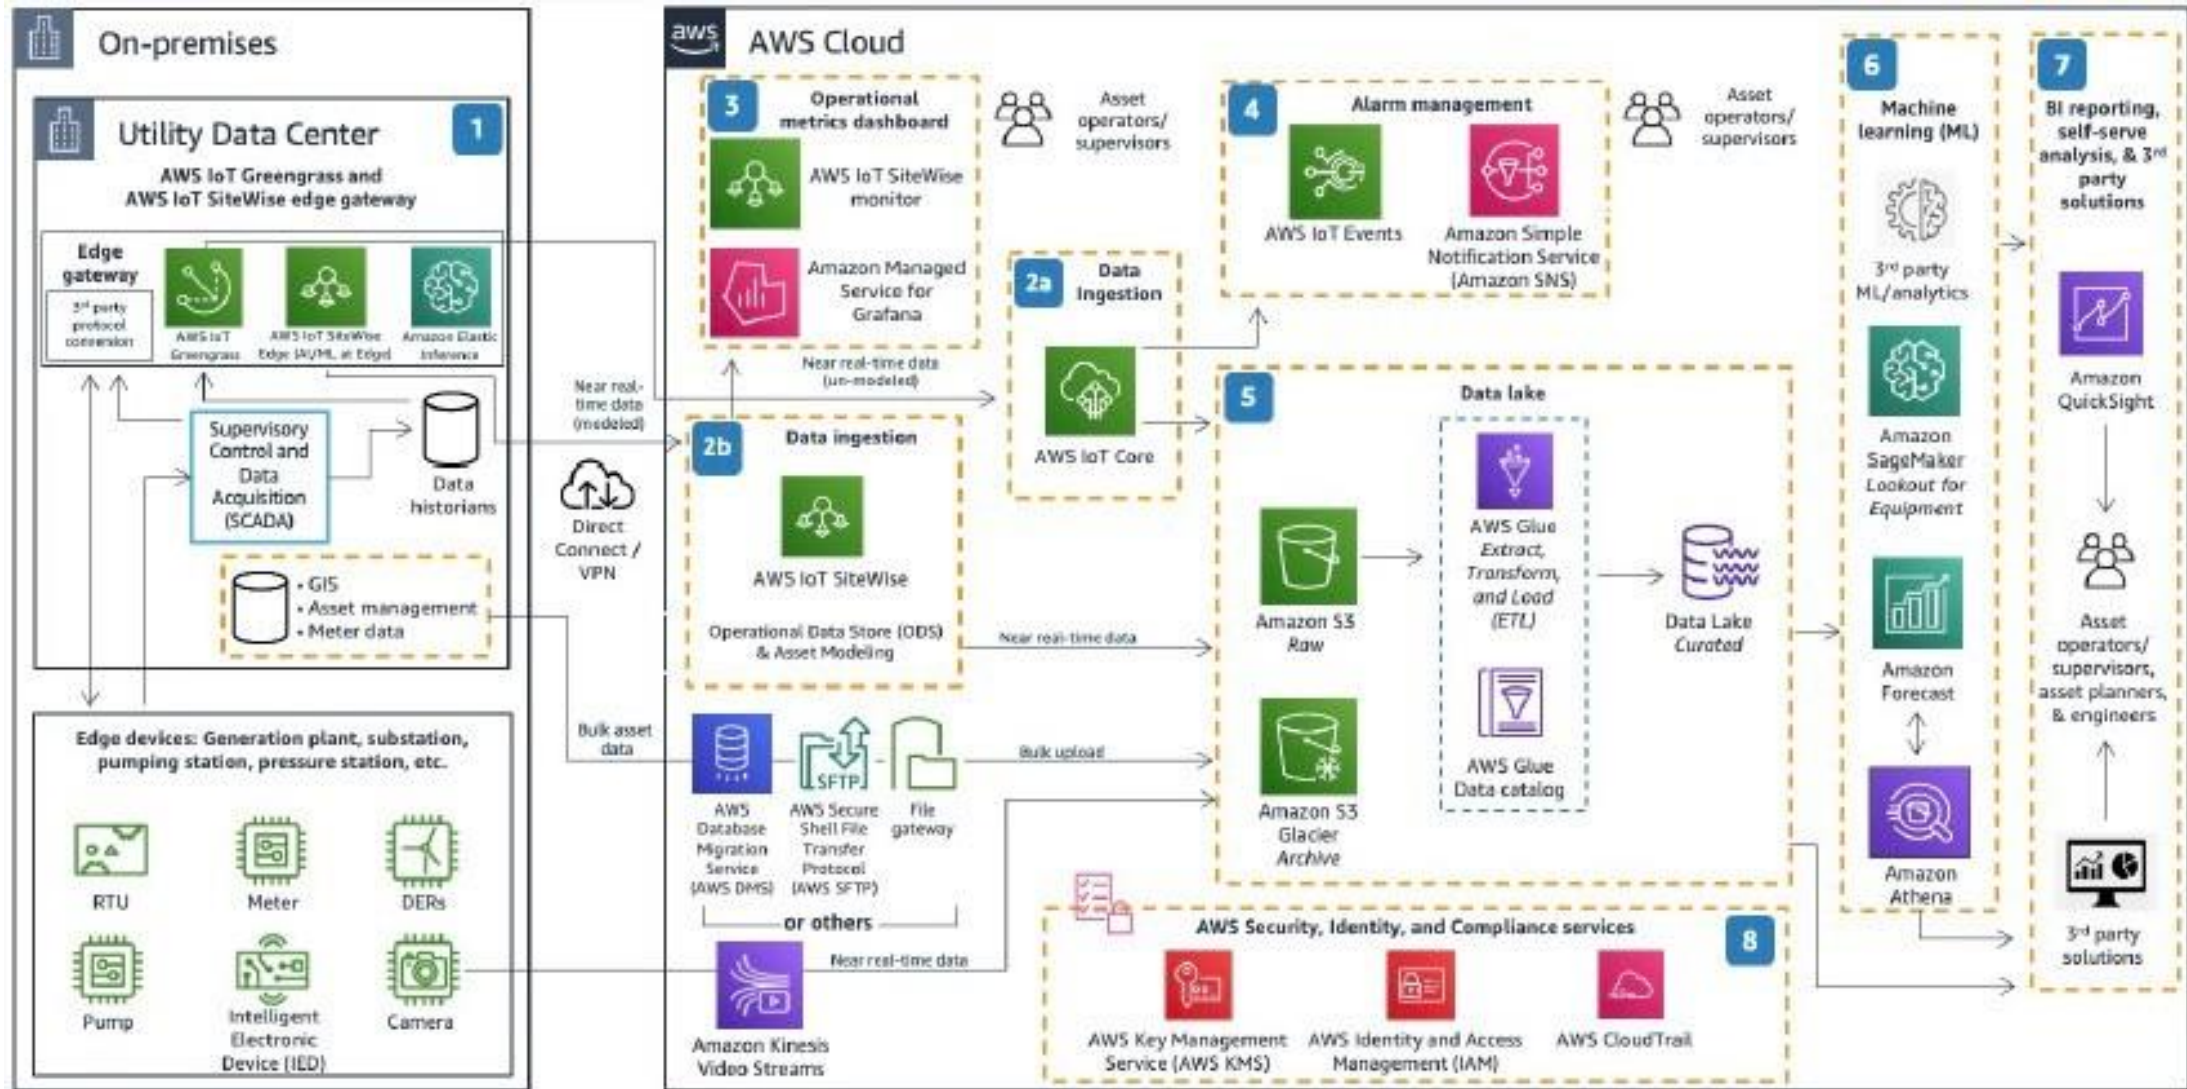 On-premises
Utility Data Center
1
AWS IoT Greengrass and
AWS IoT SiteWise edge gateway
Edge
gateway
3rd party
protocol
conversion
AWS IoT
Greengrass
AWS IoT SiteWise
Edge (AI/ML at Edge)
Amazon Elastic
Inference
Supervisory
Control and
Data
Acquisition
(SCADA)
Data
historians
• GIS
• Asset management
• Meter data
Edge devices: Generation plant, substation,
pumping station, pressure station, etc.
RTU
Meter
DERs
Pump
Intelligent
Electronic
Device (IED)
Camera
Near real-
time data
(modeled)
Direct
Connect /
VPN
Bulk asset
data
aws
AWS Cloud
3
Operational
metrics dashboard
AWS IoT SiteWise
monitor
Amazon Managed
Service for
Grafana
Asset
operators/
supervisors
Near real-time data
(un-modeled)
2a
Data
Ingestion
AWS IoT Core
4
Alarm management
AWS IoT Events
Amazon Simple
Notification Service
(Amazon SNS)
Asset
operators/
supervisors
2b
Data ingestion
AWS IoT SiteWise
Operational Data Store (ODS)
& Asset Modeling
Near real-time data
SFTP
AWS
Database
Migration
Service
(AWS DMS)
AWS Secure
Shell File
Transfer
Protocol
(AWS SFTP)
File
gateway
Bulk upload
or others
Amazon Kinesis
Video Streams
Near real-time data
5
Data lake
Amazon S3
Raw
Amazon S3
Glacier
Archive
AWS Glue
Extract,
Transform,
and Load
(ETL)
AWS Glue
Data catalog
Data Lake
Curated
6
Machine
learning (ML)
3rd party
ML/analytics
Amazon
SageMaker
Lookout for
Equipment
Amazon
Forecast
Amazon
Athena
7
BI reporting,
self-serve
analysis, & 3rd
party
solutions
Amazon
QuickSight
Asset
operators/
supervisors,
asset planners,
& engineers
3rd party
solutions
AWS Security, Identity, and Compliance services
8
AWS Key Management
Service (AWS KMS)
AWS Identity and Access
Management (IAM)
AWS CloudTrail